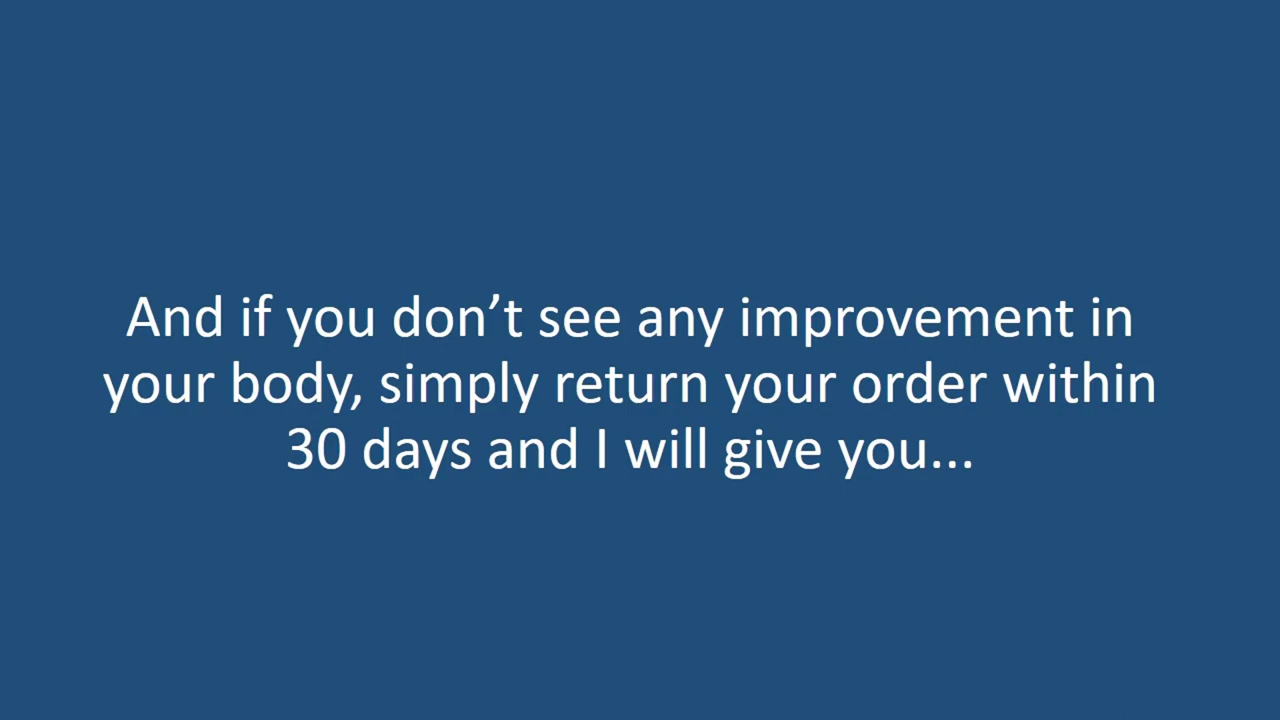 And if you don’t see any improvement in
your body, simply return your order within
30 days and I will give you...